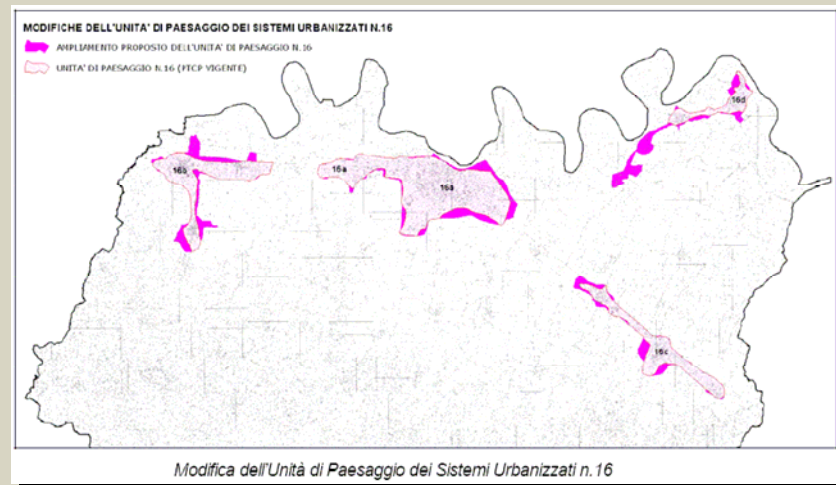 MODIFICHE DELL'UNITA' DI PAESAGGIO DEI SISTEMI URBANIZZATI N.16
AMPLIAMENTO PROPOSTO DELL'UNITA' DI PAESAGGIO N.16
UNITA' DI PAESAGGIO N.16 (PTCP VIGENTE)
16d
16b
16a
16a
16c
Modifica dell'Unità di Paesaggio dei Sistemi Urbanizzati n.16